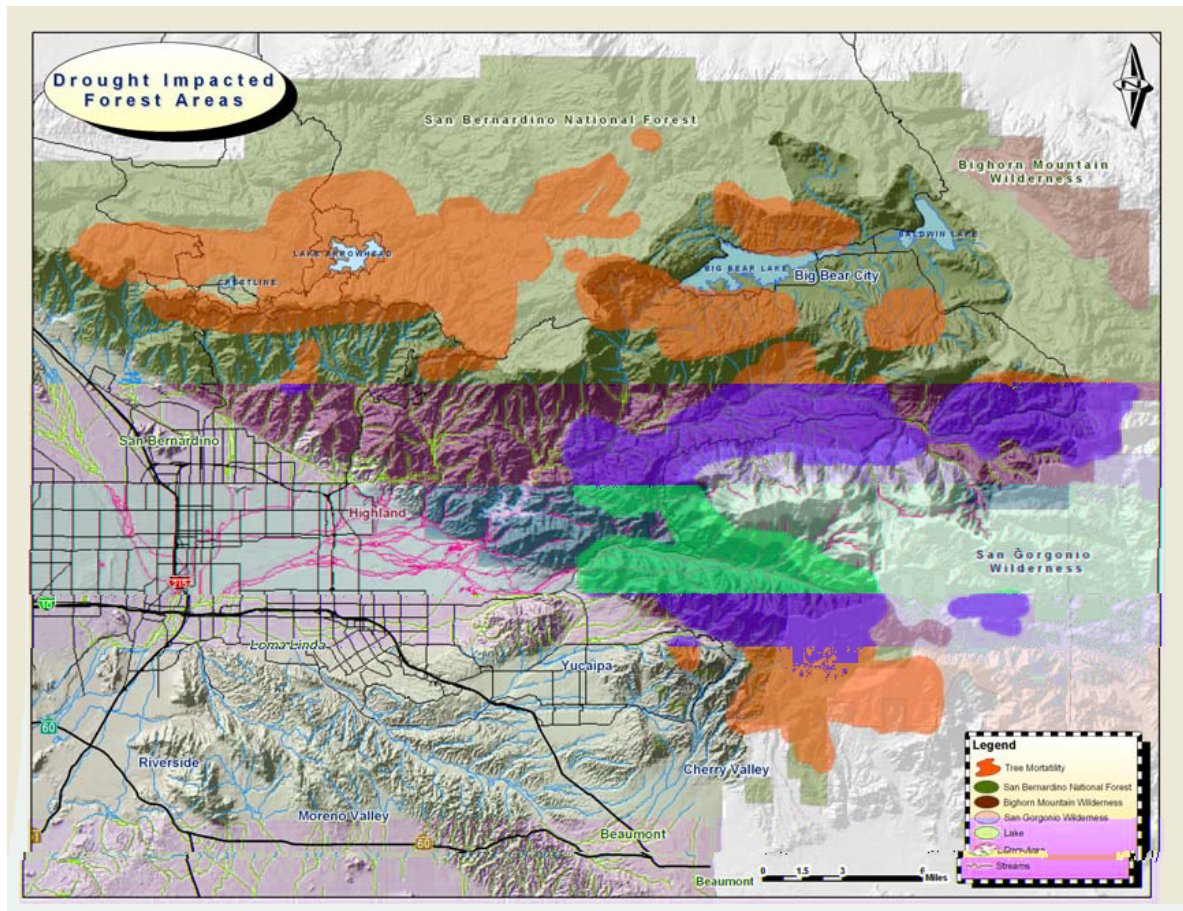 Drought Impacted
Forest Areas
San Bernardino National Forest
N
Bighorn Mountain
Wilderness
LAKE ARROWHEAD
BALDWIN LAKE
CRESTLINE
BIG BEAR LAKE
Big Bear City
San Bernardino
Highland
San Gorgonio
Wilderness
215
10
Loma Linda
Yucaipa
60
Riverside
Cherry Valley
Moreno Valley
Beaumont
60
Beaumont
0 1.5 3 6
Miles
Legend
Tree Mortatility
San Bernardino National Forest
Bighorn Mountain Wilderness
San Gorgonio Wilderness
Lake
Streams